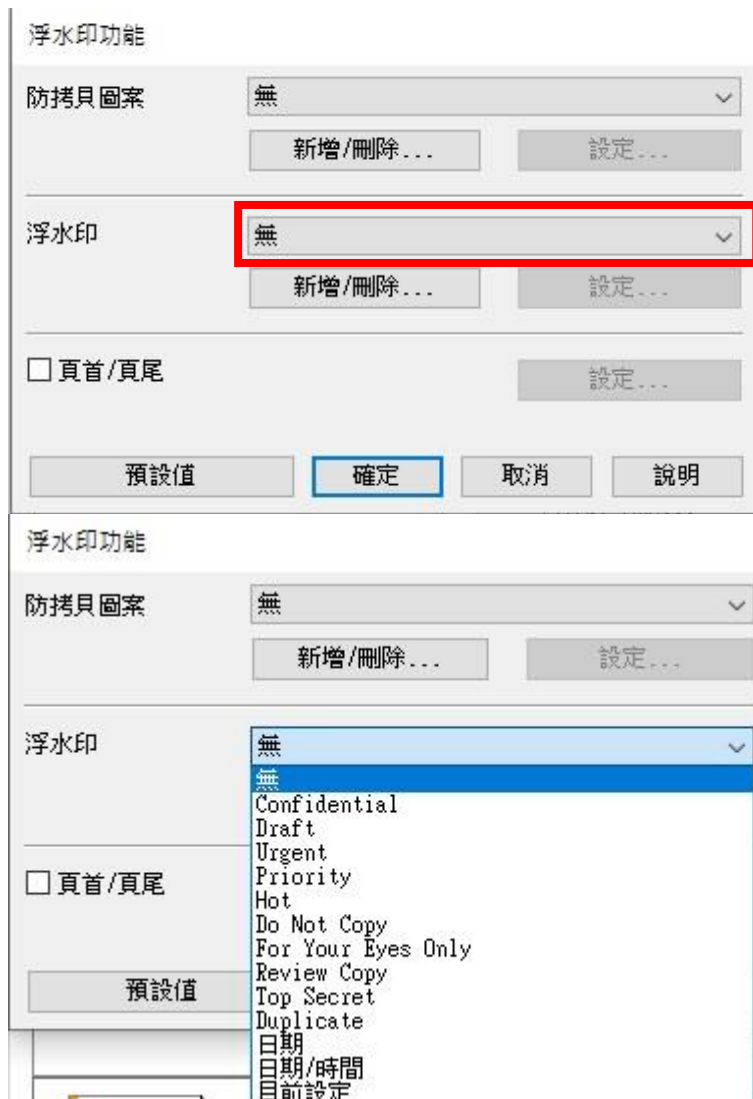 浮水印功能
防拷貝圖案 無
新增/刪除... 設定...
浮水印 無
新增/刪除... 設定...
頁首/頁尾 設定...
預設值 確定 取消 說明
浮水印功能
防拷貝圖案 無
新增/刪除... 設定...
浮水印 無
無
Confidential
Draft
Urgent
頁首/頁尾 Priority
Hot
Do Not Copy
For Your Eyes Only
Review Copy
預設值 Top Secret
Duplicate
日期
日期/時間
目前設定